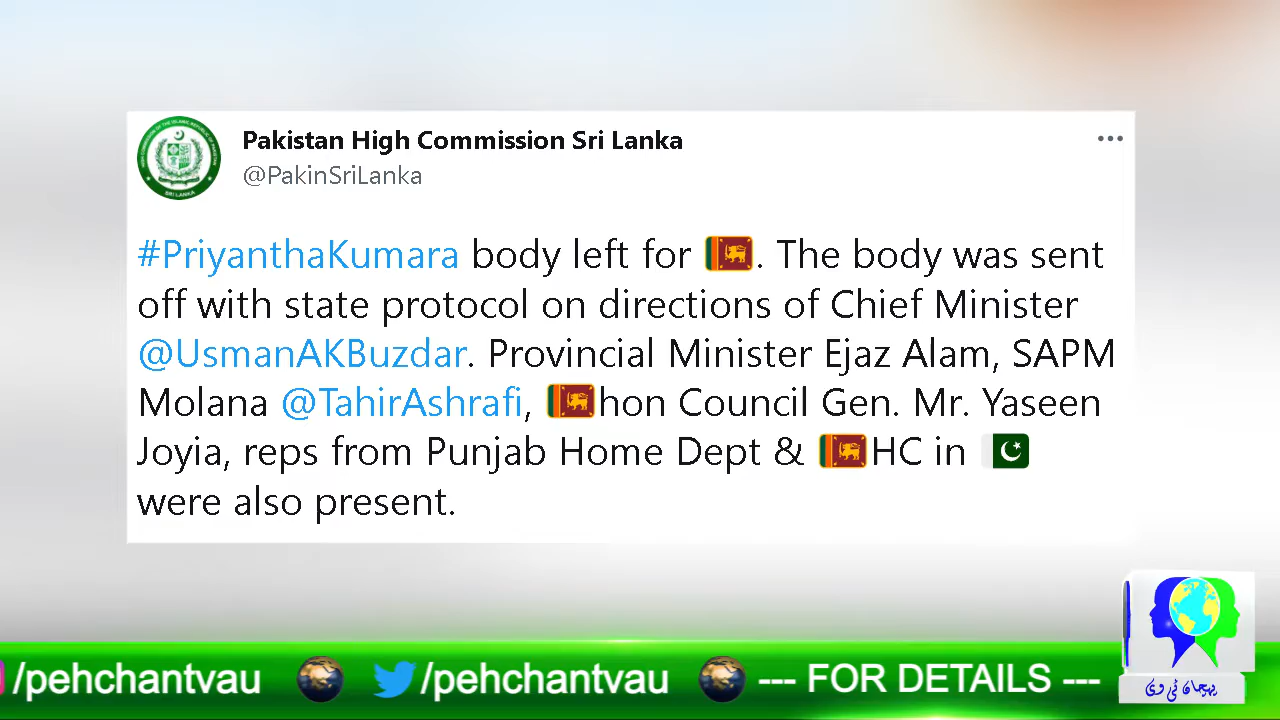 Pakistan High Commission Sri Lanka
@PakinSriLanka
#PriyanthaKumara body left for 🇱🇰. The body was sent
off with state protocol on directions of Chief Minister
@UsmanAKBuzdar. Provincial Minister Ejaz Alam, SAPM
Molana @TahirAshrafi, 🇱🇰hon Council Gen. Mr. Yaseen
Joyia, reps from Punjab Home Dept & 🇱🇰HC in 🇵🇰
were also present.
پہچان ٹی وی
/pehchantvau /pehchantvau --- FOR DETAILS ---